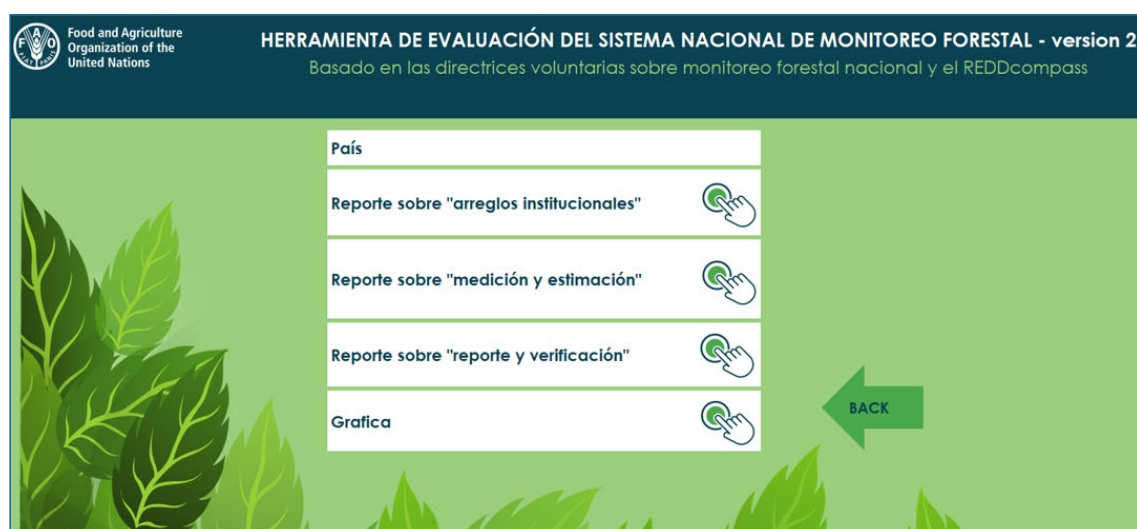 Food and Agriculture
Organization of the
United Nations
HERRAMIENTA DE EVALUACIÓN DEL SISTEMA NACIONAL DE MONITOREO FORESTAL - version 2
Basado en las directrices voluntarias sobre monitoreo forestal nacional y el REDDcompass
País
Reporte sobre "arreglos institucionales"
Reporte sobre "medición y estimación"
Reporte sobre "reporte y verificación"
Grafica
BACK